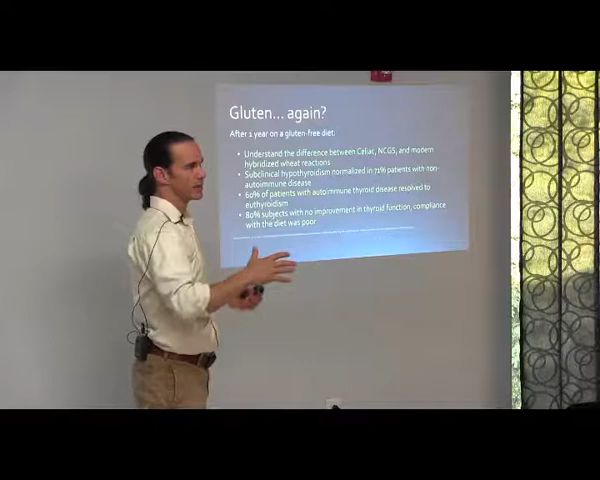 Gluten... again?
After 1 year on a gluten-free diet:
• Understand the difference between Celiac, NCGS, and modern
hybridized wheat reactions
• Subclinical hypothyroidism normalized in 71% patients with non-
autoimmune disease
• 60% of patients with autoimmune thyroid disease resolved to
euthyroidism
• 80% subjects with no improvement in thyroid function, compliance
with the diet was poor